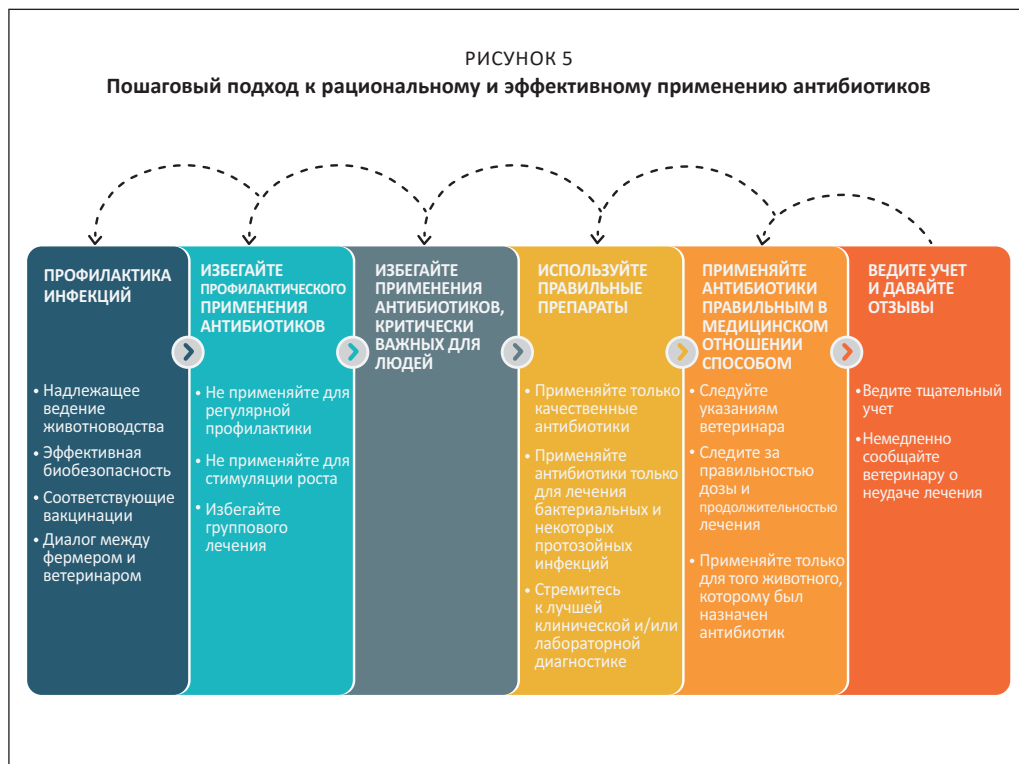 РИСУНОК 5
Пошаговый подход к рациональному и эффективному применению антибиотиков
ПРОФИЛАКТИКА
ИНФЕКЦИЙ
• Надлежащее
ведение
животноводства
• Эффективная
биобезопасность
• Соответствующие
вакцинации
• Диалог между
фермером и
ветеринаром
ИЗБЕГАЙТЕ
ПРОФИЛАКТИЧЕСКОГО
ПРИМЕНЕНИЯ
АНТИБИОТИКОВ
• Не применяйте для
регулярной
профилактики
• Не применяйте для
стимуляции роста
• Избегайте
группового
лечения
ИЗБЕГАЙТЕ
ПРИМЕНЕНИЯ
АНТИБИОТИКОВ,
КРИТИЧЕСКИ
ВАЖНЫХ ДЛЯ
ЛЮДЕЙ
ИСПОЛЬЗУЙТЕ
ПРАВИЛЬНЫЕ
ПРЕПАРАТЫ
• Применяйте только
качественные
антибиотики
• Применяйте
антибиотики только
для лечения
бактериальных и
некоторых
протозойных
инфекций
• Стремитесь
к лучшей
клинической и/или
лабораторной
диагностике
ПРИМЕНЯЙТЕ
АНТИБИОТИКИ
ПРАВИЛЬНЫМ В
МЕДИЦИНСКОМ
ОТНОШЕНИИ
СПОСОБОМ
• Следуйте
указаниям
ветеринара
• Следите за
правильностью
дозы и
продолжительностью
лечения
• Применяйте только
для того животного,
которому был
назначен
антибиотик
ВЕДИТЕ УЧЕТ
И ДАВАЙТЕ
ОТЗЫВЫ
• Ведите тщательный
учет
• Немедленно
сообщайте
ветеринару о
неудаче лечения